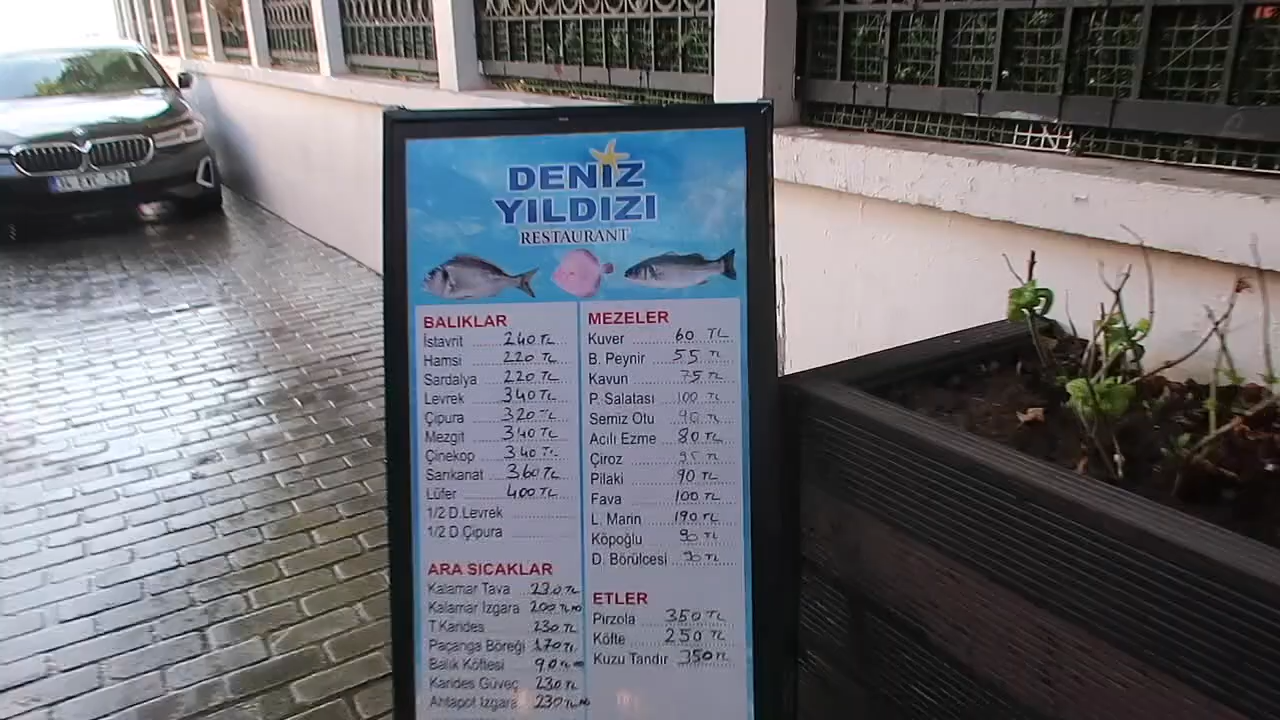 DENİZ
YILDIZI
RESTAURANT
BALIKLAR
İstavrit 240 TL
Hamsi 220 TL
Sardalya 220 TL
Levrek 340 TL
Çipura 320 TL
Mezgit 340 TL
Çinekop 340 TL
Sarıkanat 360 TL
Lüfer 400 TL
1/2 D.Levrek
1/2 D.Çipura
ARA SICAKLAR
Kalamar Tava 230 TL
Kalamar Izgara 200 TL
T.Karides 230 TL
Paçanga Böreği 170 TL
Balık Köftesi 90
Karides Güveç 230 TL
Ahtapot Izgara 230 TL
MEZELER
Kuver 60 TL
B. Peynir 55 TL
Kavun 75 TL
P. Salatası 100 TL
Semiz Otu 90 TL
Acılı Ezme 80 TL
Çiroz 95 TL
Pilaki 90 TL
Fava 100 TL
L. Marin 190 TL
Köpoğlu 90 TL
D. Börülcesi 90 TL
ETLER
Pirzola 350 TL
Köfte 250 TL
Kuzu Tandır 350 TL